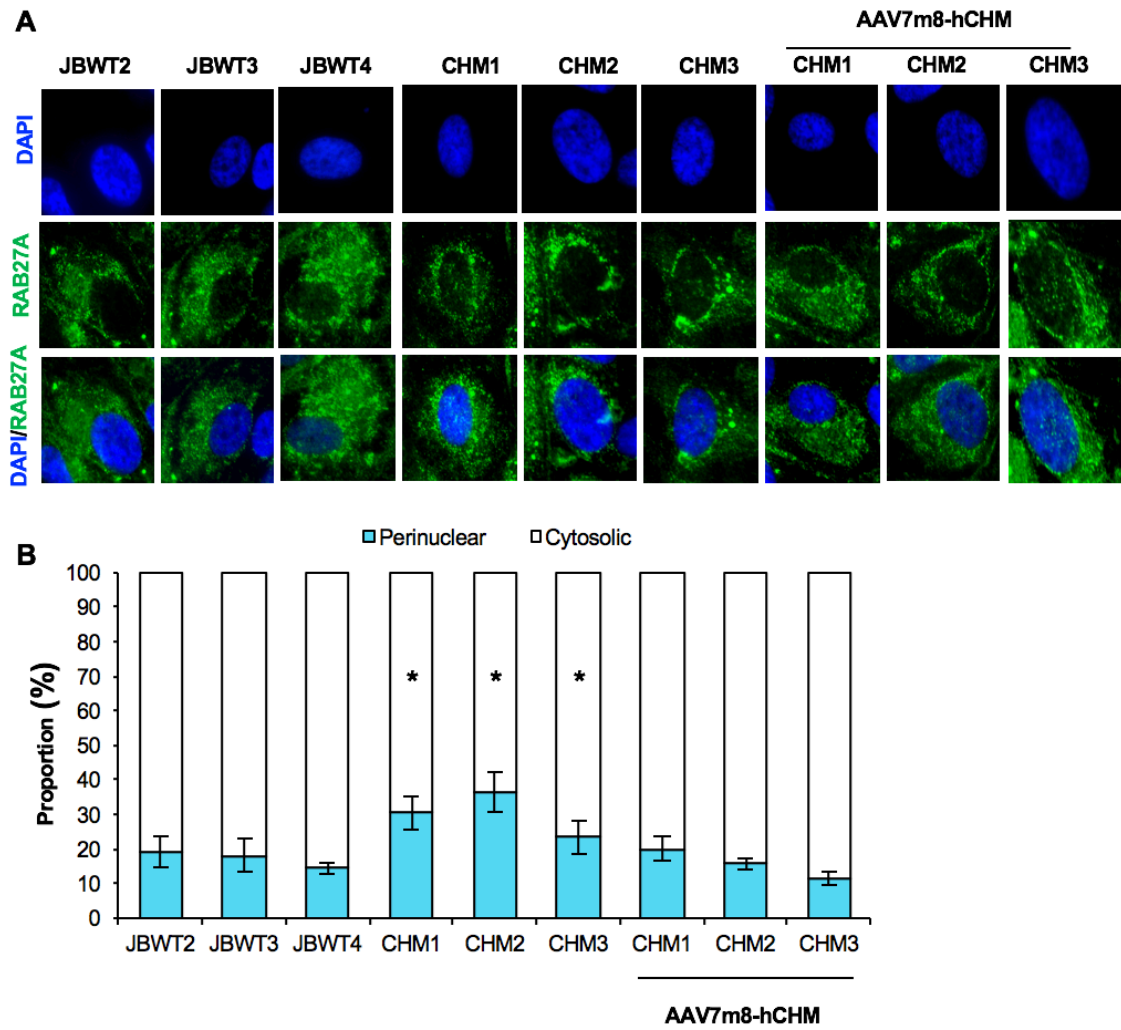 A
AAV7m8-hCHM
JBWT2 JBWT3 JBWT4 CHM1 CHM2 CHM3 CHM1 CHM2 CHM3
DAPI
RAB27A
DAPI/RAB27A
B
Perinuclear Cytosolic
Proportion (%)
100
90
80
70
60
50
40
30
20
10
0
* * *
JBWT2 JBWT3 JBWT4 CHM1 CHM2 CHM3 CHM1 CHM2 CHM3
AAV7m8-hCHM